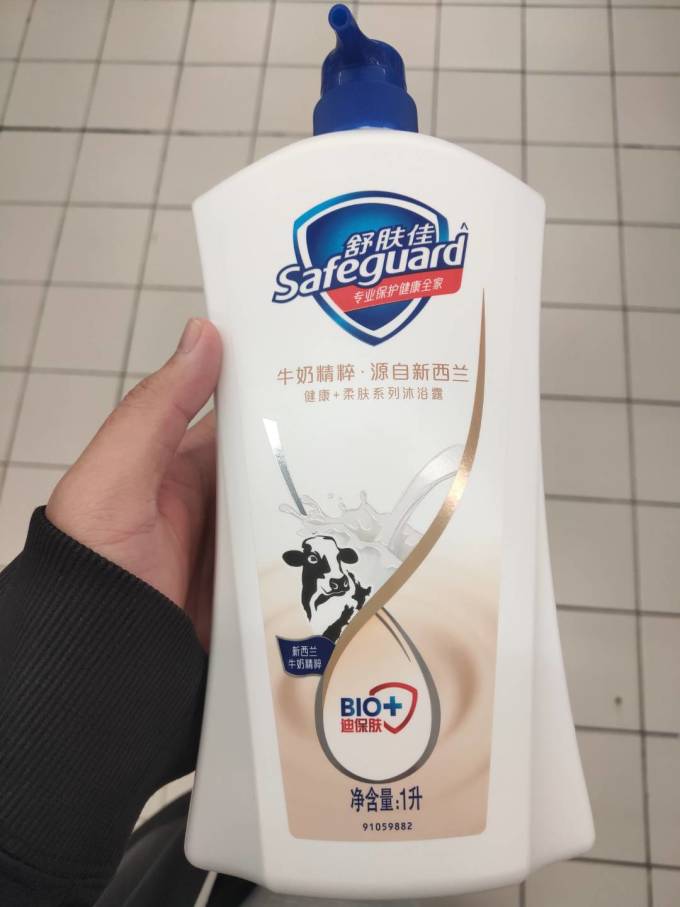 舒肤佳
Safeguard
专业保护健康全家
牛奶精粹·源自新西兰
健康+柔肤系列沐浴露
新西兰
牛奶精粹
BIO+
迪保肤
净含量:1升
91059882